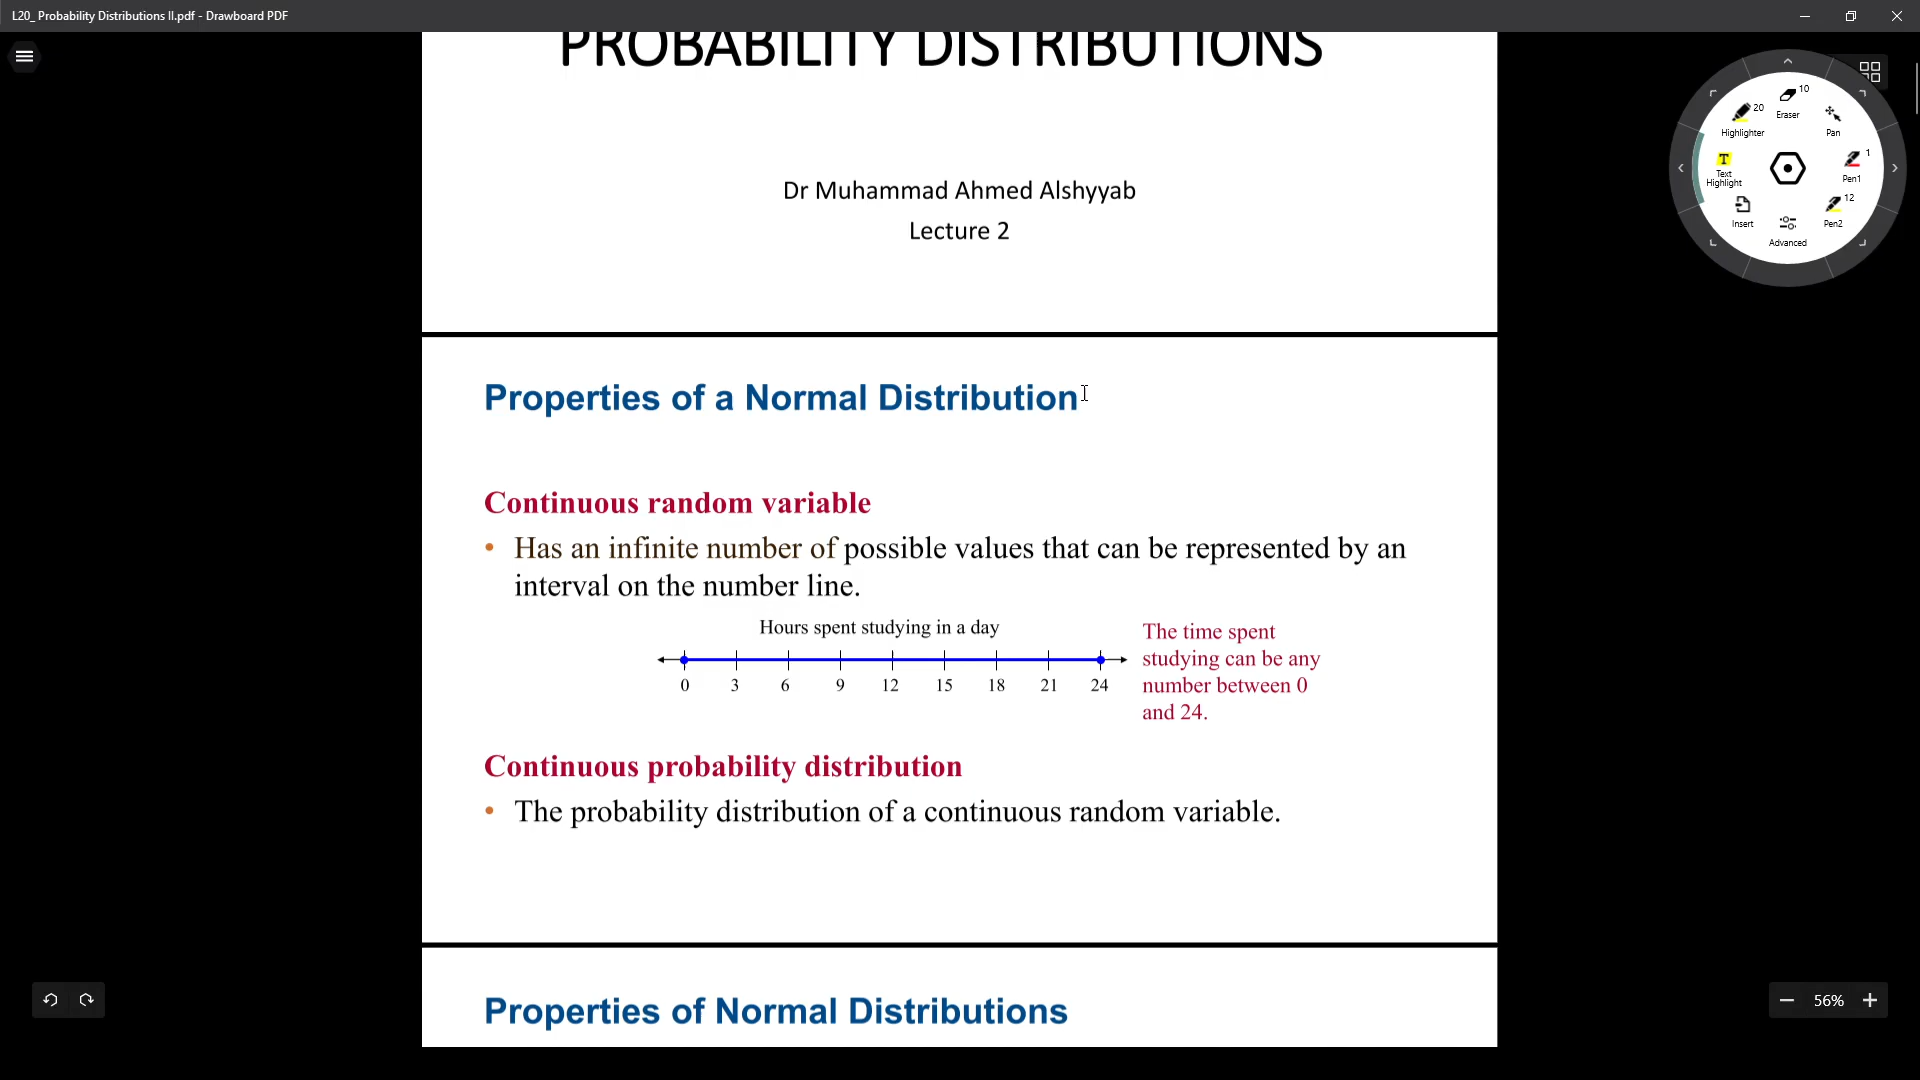 L20_ Probability Distributions II.pdf - Drawboard PDF
PROBABILITY DISTRIBUTIONS
Dr Muhammad Ahmed Alshyyab
Lecture 2
20
Highlighter
10
Eraser
Pan
Text
Highlight
1
Pen1
Insert
12
Pen2
Advanced
Properties of a Normal Distribution
Continuous random variable
• Has an infinite number of possible values that can be represented by an
interval on the number line.
Hours spent studying in a day
0 3 6 9 12 15 18 21 24
The time spent
studying can be any
number between 0
and 24.
Continuous probability distribution
• The probability distribution of a continuous random variable.
Properties of Normal Distributions
56%